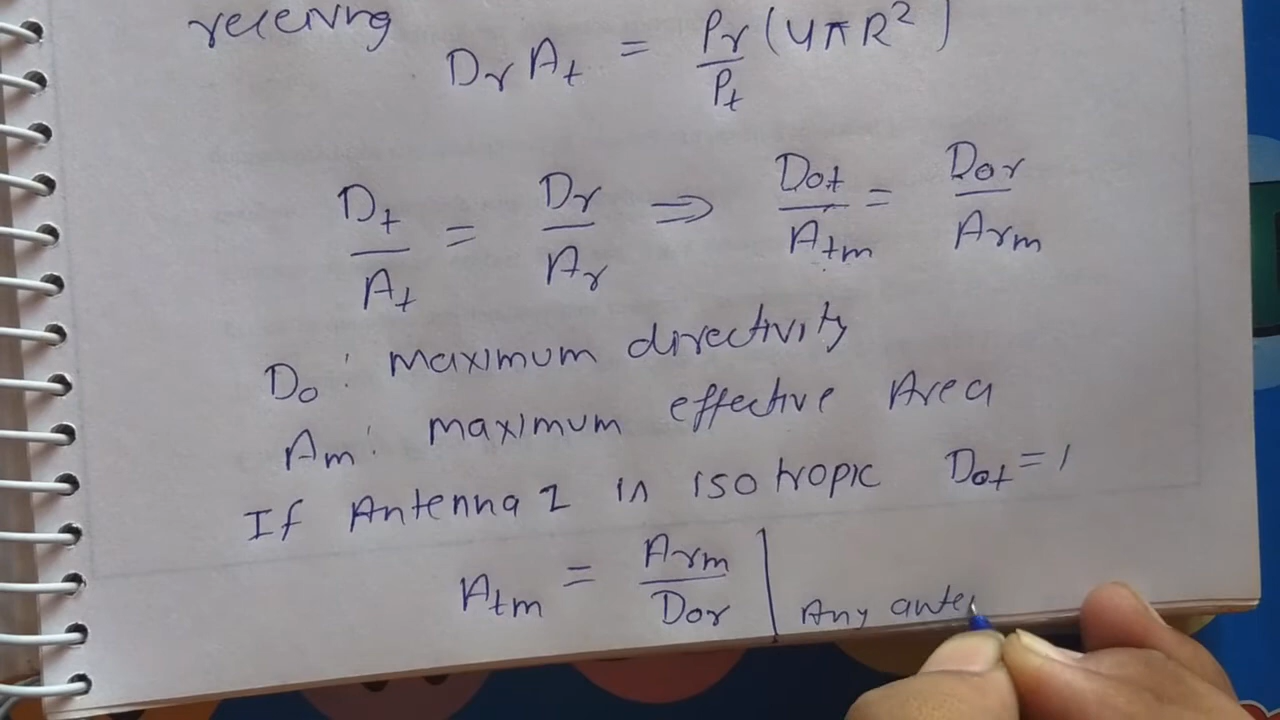 receiving
Dr At = Pr/Pt (4πR²)
Dt/At = Dr/Ar ⇒ Dot/Atm = Dor/Arm
Do : maximum directivity
Am : maximum effective Area
If Antenna 1 is isotropic Dot = 1
Atm = Arm/Dor | Any ante